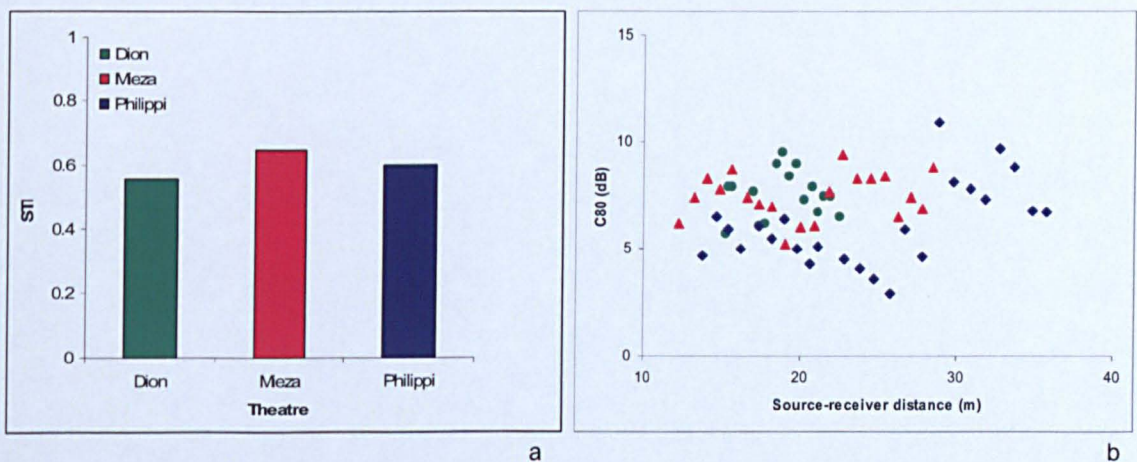 1
0.8
0.6
0.4
0.2
0
STI
Dion
Meza
Philippi
Dion
Meza
Philippi
Theatre
a
15
10
5
0
C80 (dB)
10
20
30
40
Source-receiver distance (m)
b